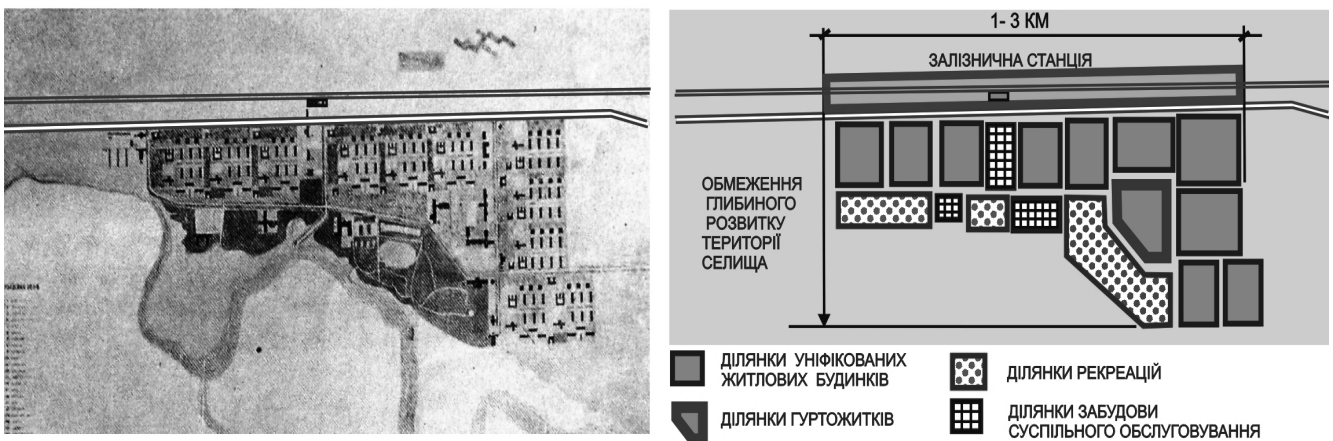 1- 3 КМ
ЗАЛІЗНИЧНА СТАНЦІЯ
ОБМЕЖЕННЯ
ГЛИБИНОГО
РОЗВИТКУ
ТЕРИТОРІЇ
СЕЛИЩА
ДІЛЯНКИ УНІФІКОВАНИХ
ЖИТЛОВИХ БУДИНКІВ
ДІЛЯНКИ РЕКРЕАЦІЙ
ДІЛЯНКИ ГУРТОЖИТКІВ
ДІЛЯНКИ ЗАБУДОВИ
СУСПІЛЬНОГО ОБСЛУГОВУВАННЯ